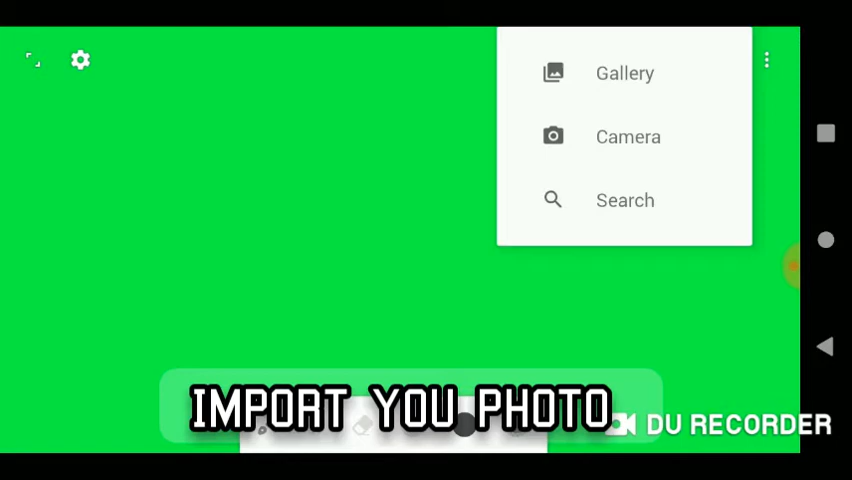 Gallery
Camera
Search
IMPORT YOU PHOTO
DU RECORDER